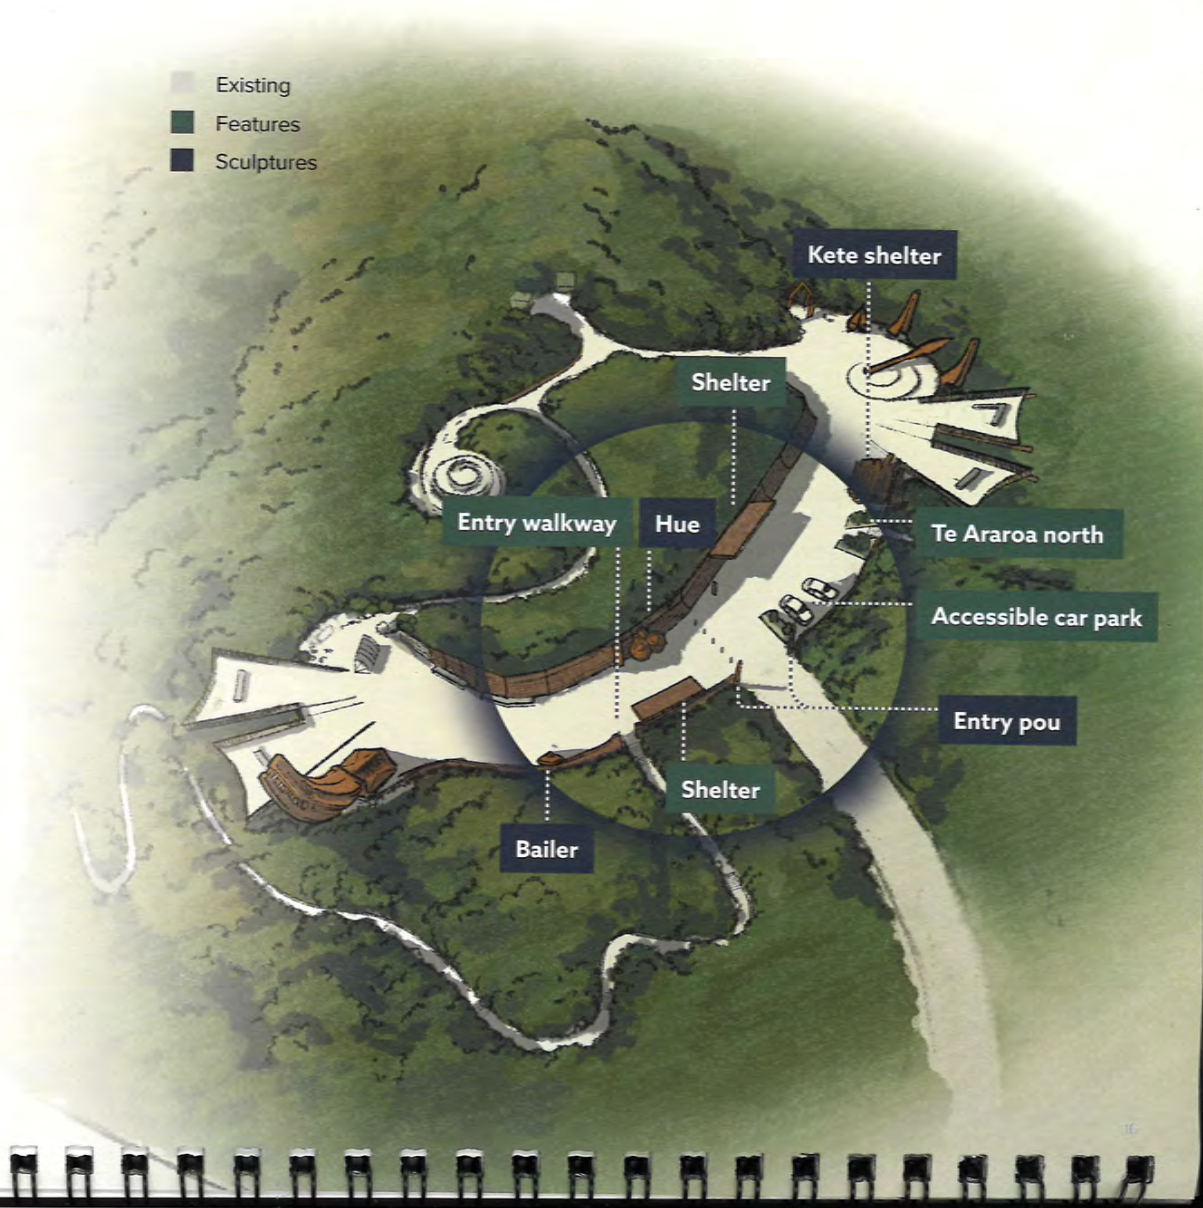 Existing
Features
Sculptures
Kete shelter
Shelter
Entry walkway
Hue
Te Araroa north
Accessible car park
Entry pou
Shelter
Bailer
16